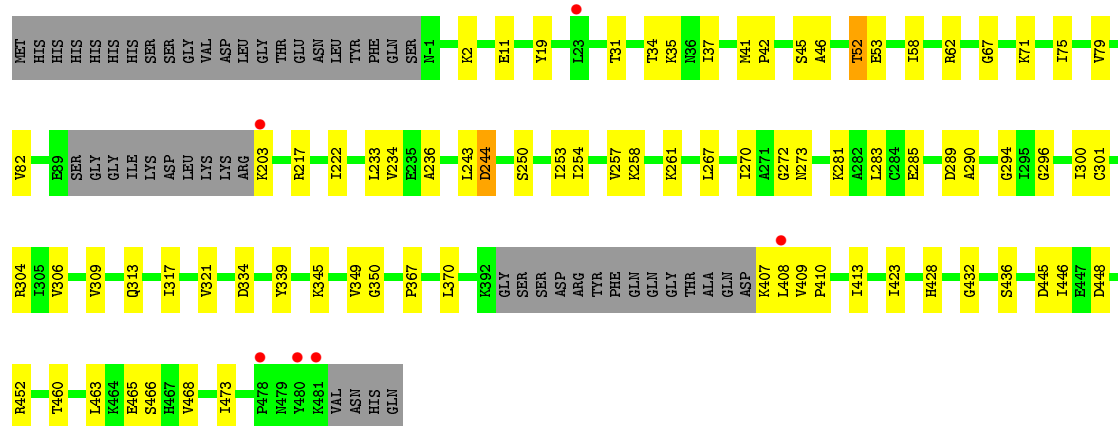 MET HIS HIS HIS HIS HIS HIS SER SER GLY VAL ASP LEU GLY THR GLU ASN LEU TYR PHE GLN SER N-1 K2 E11 Y19 L23 T31 T34 K35 N36 I37 M41 P42 S45 A46 T52 E53 I58 R62 G67 K71 I75 V79
V82 E89 SER GLY GLY ILE LYS ASP LEU LYS LYS ARG K203 R217 I222 L233 V234 E235 A236 L243 D244 S250 I253 I254 V257 K258 K261 L267 I270 A271 G272 N273 K281 A282 L283 C284 E285 D289 A290 G294 I295 G296 I300 C301
R304 I305 V306 V309 Q313 I317 V321 D334 Y339 K345 V349 G350 P367 L370 K392 GLY SER SER ASP ARG TYR PHE GLN GLN GLY THR ALA GLN ASP K407 L408 V409 P410 I413 I423 H428 G432 S436 D445 I446 E447 D448
R452 T460 L463 K464 E465 S466 H467 V468 I473 P478 N479 Y480 K481 VAL ASN HIS GLN